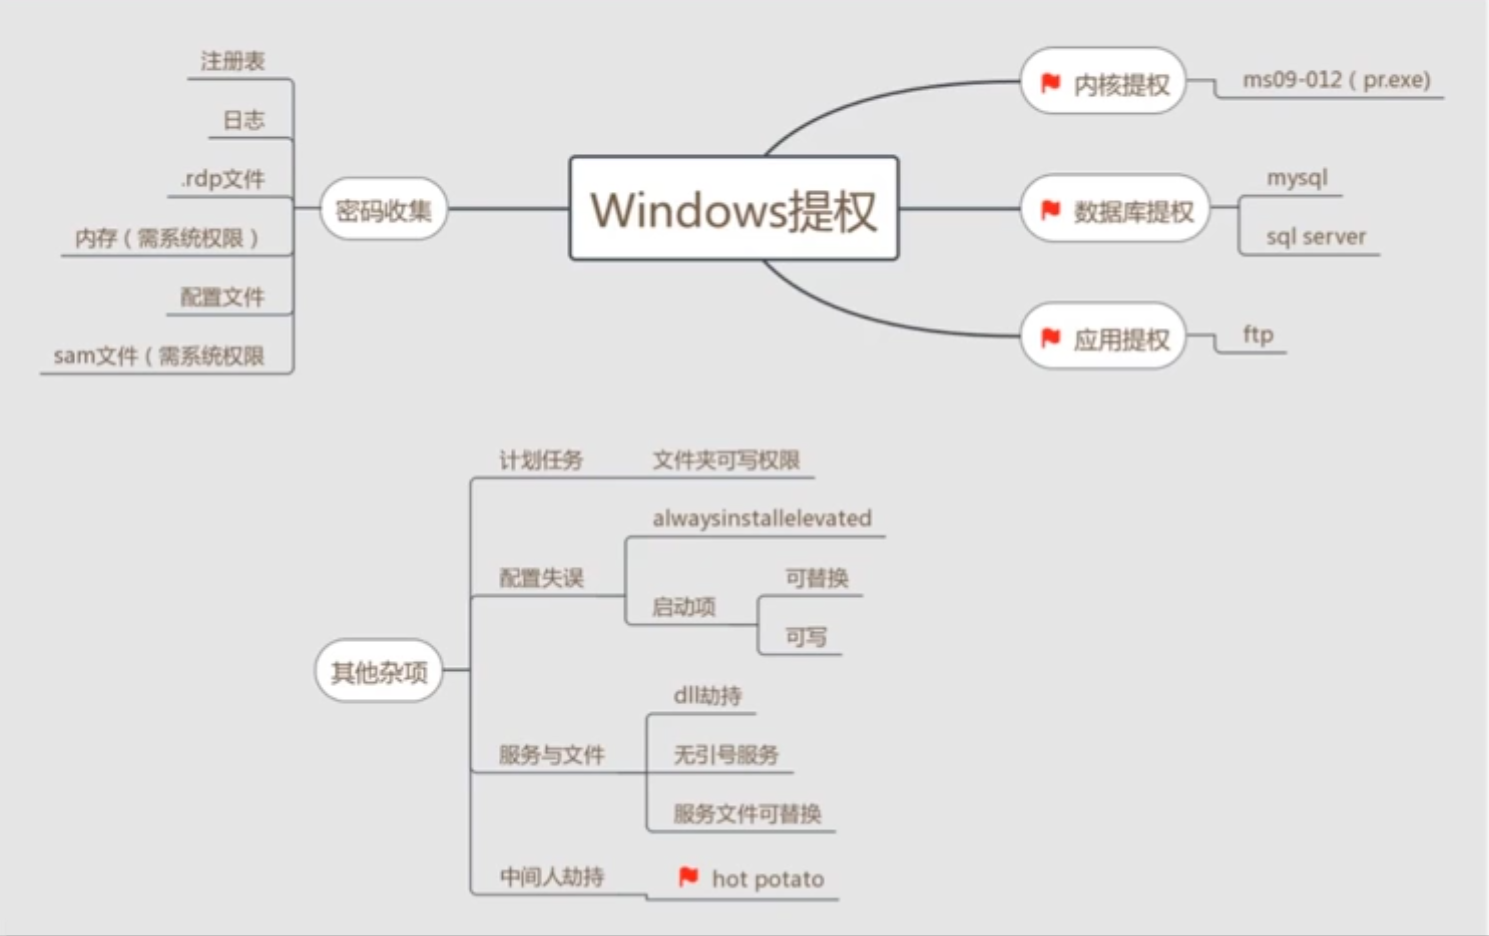 Windows提权
内核提权
ms09-012 ( pr.exe)
数据库提权
mysql
sql server
应用提权
ftp
密码收集
注册表
日志
.rdp文件
内存 ( 需系统权限 )
配置文件
sam文件 ( 需系统权限
其他杂项
计划任务
文件夹可写权限
配置失误
alwaysinstallelevated
启动项
可替换
可写
服务与文件
dll劫持
无引号服务
服务文件可替换
中间人劫持
hot potato